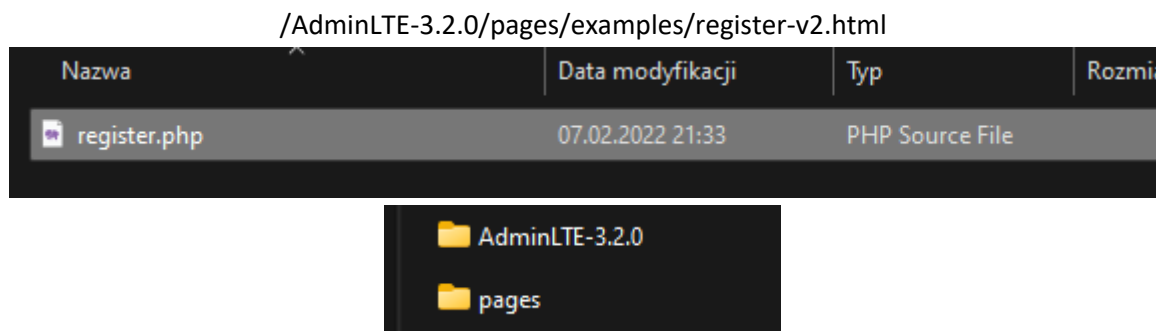 /AdminLTE-3.2.0/pages/examples/register-v2.html
Nazwa Data modyfikacji Typ Rozmia
register.php 07.02.2022 21:33 PHP Source File
AdminLTE-3.2.0
pages